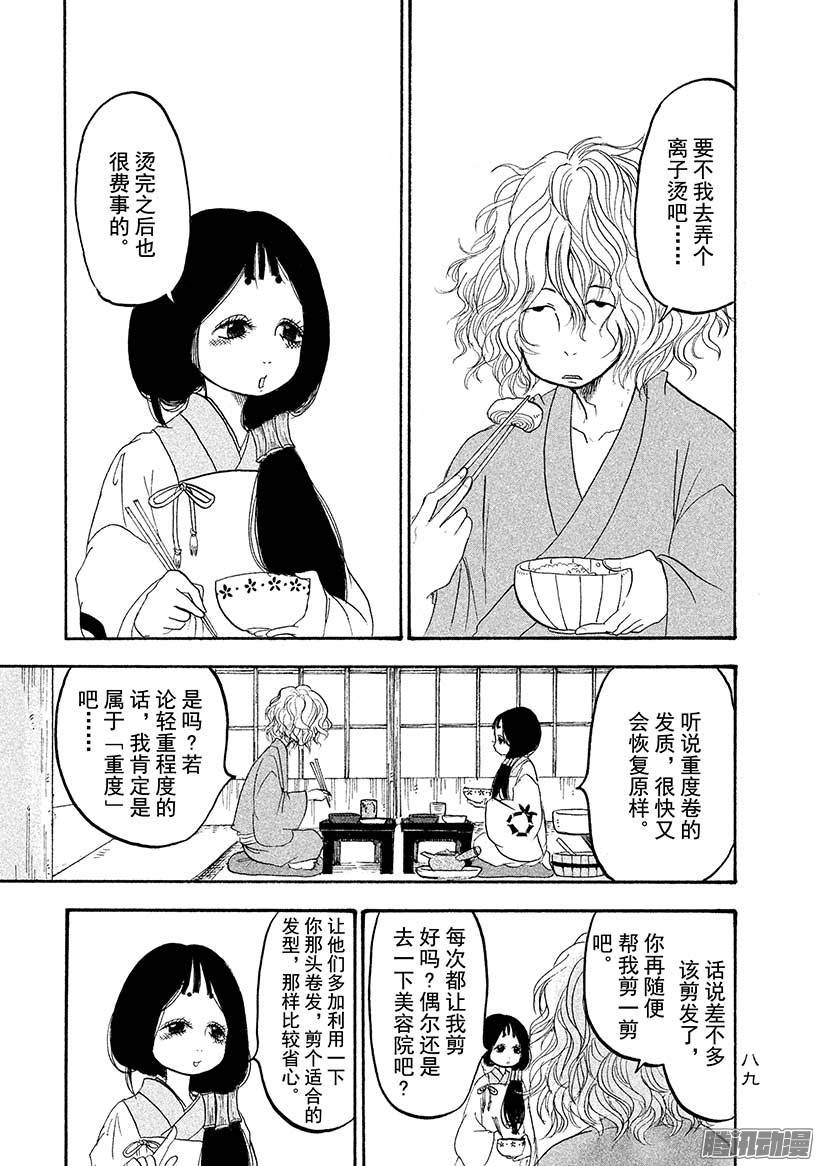 要不我去弄个
离子烫吧……
烫完之后也
很费事的。
听说重度卷的
发质，很快又
会恢复原样。
是吗？若
论轻重程度的
话，我肯定是
属于「重度」
吧……
话说差不多
该剪发了，
你再随便
帮我剪一剪
吧。
每次都让我剪
好吗？偶尔还是
去一下美容院吧？
让他们多加利用一下
你那头卷发，剪个适合的
发型，那样比较省心。
八九
腾讯动漫